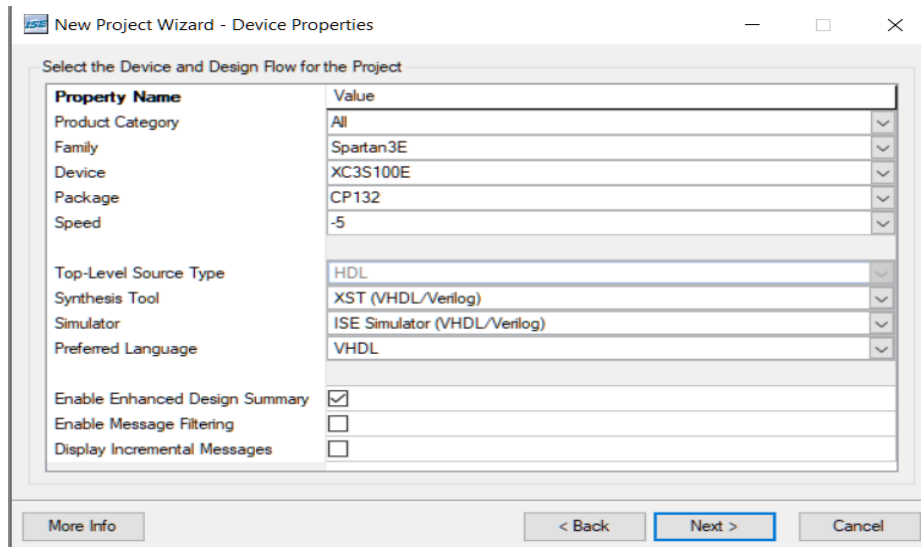 ISE New Project Wizard - Device Properties
Select the Device and Design Flow for the Project
Property Name Value
Product Category All
Family Spartan3E
Device XC3S100E
Package CP132
Speed -5
Top-Level Source Type HDL
Synthesis Tool XST (VHDL/Verilog)
Simulator ISE Simulator (VHDL/Verilog)
Preferred Language VHDL
Enable Enhanced Design Summary
Enable Message Filtering
Display Incremental Messages
More Info < Back Next > Cancel